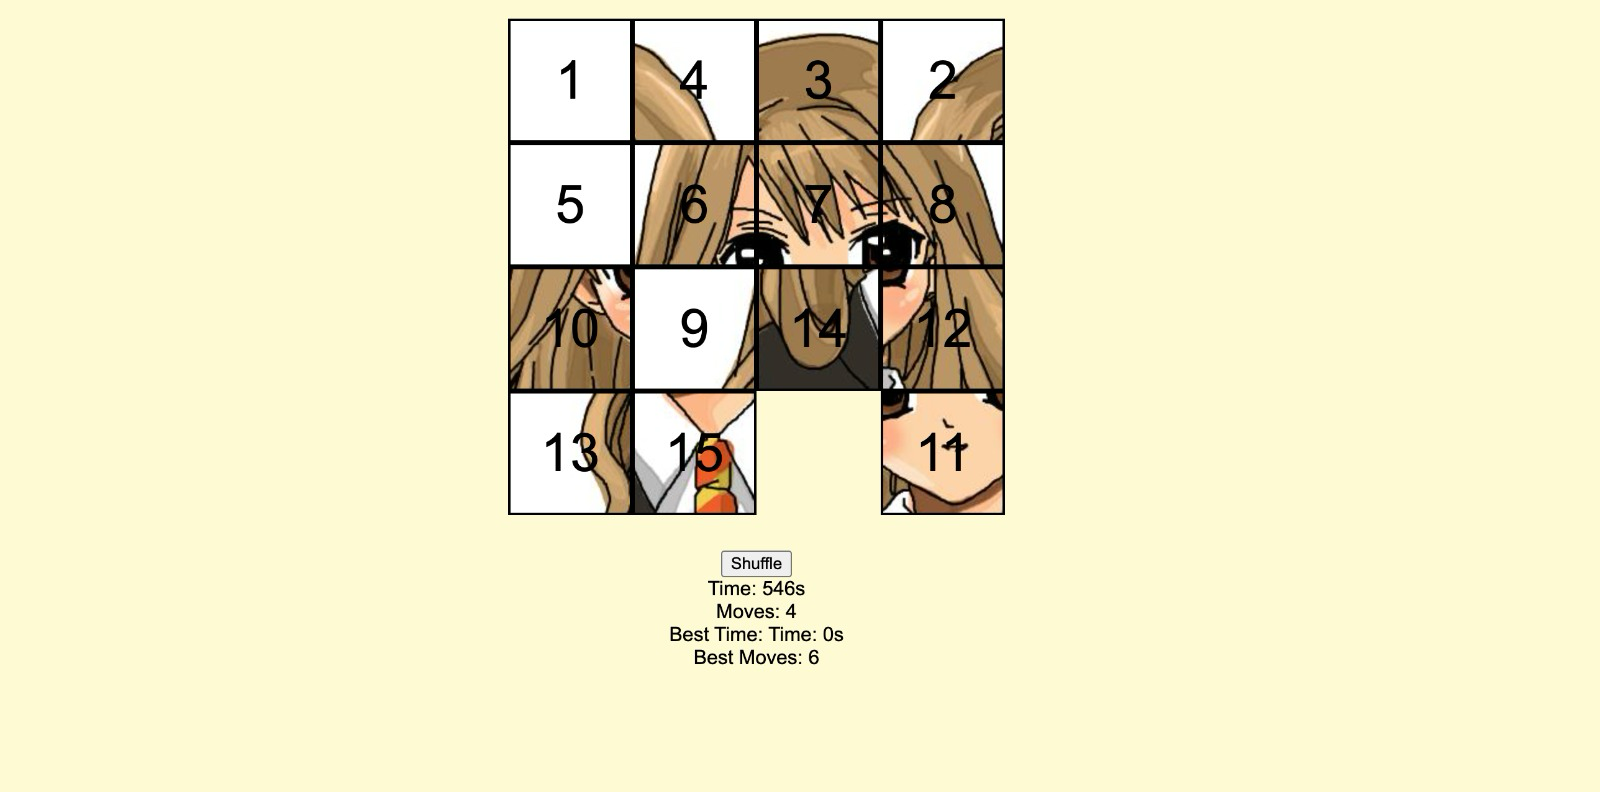 1 4 3 2
5 6 7 8
10 9 14 12
13 15 11
Shuffle
Time: 546s
Moves: 4
Best Time: Time: 0s
Best Moves: 6